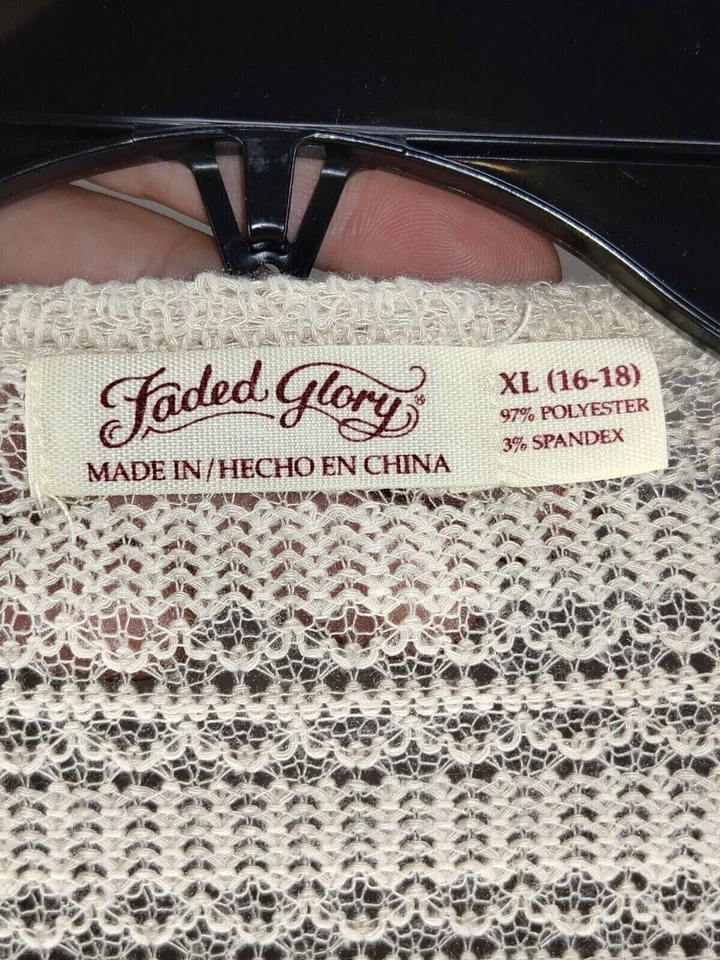 Faded Glory®
MADE IN/HECHO EN CHINA
XL (16-18)
97% POLYESTER
3% SPANDEX